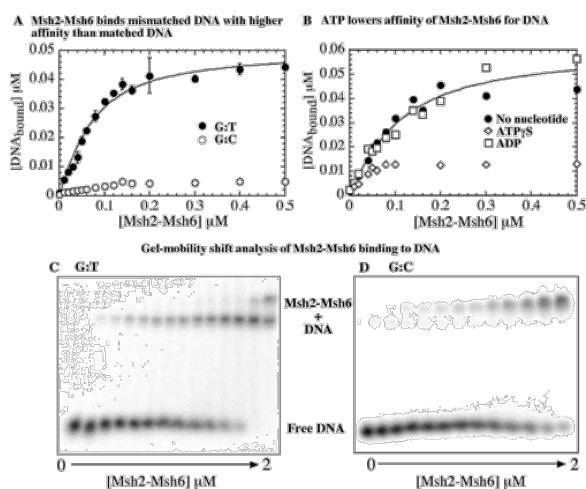 A Msh2-Msh6 binds mismatched DNA with higher
affinity than matched DNA
0.05
0.04
0.03
0.02
0.01
0
[DNAbound] μM
G:T
G:C
0 0.1 0.2 0.3 0.4 0.5
[Msh2-Msh6] μM
B ATP lowers affinity of Msh2-Msh6 for DNA
0.06
0.05
0.04
0.03
0.02
0.01
0
[DNAbound] μM
No nucleotide
ATPγS
ADP
0 0.1 0.2 0.3 0.4 0.5
[Msh2-Msh6] μM
Gel-mobility shift analysis of Msh2-Msh6 binding to DNA
C G:T
D G:C
Msh2-Msh6
+
DNA
Free DNA
0 2
[Msh2-Msh6] μM
0 2
[Msh2-Msh6] μM